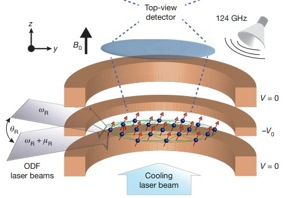 Top-view
detector
124 GHz
z
y
B₀
V = 0
ωR
θR
ωR + μR
−V₀
ODF
laser beams
Cooling
laser beam
V = 0